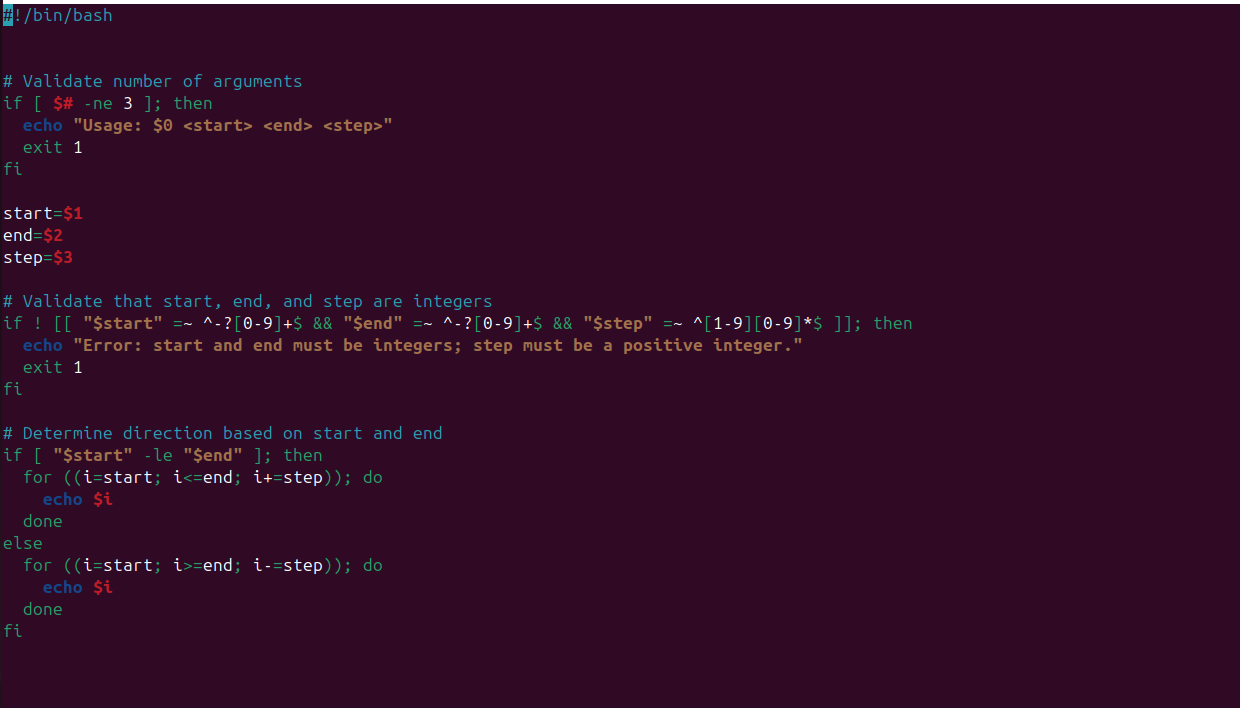 #!/bin/bash
# Validate number of arguments
if [ $# -ne 3 ]; then
  echo "Usage: $0 <start> <end> <step>"
  exit 1
fi
start=$1
end=$2
step=$3
# Validate that start, end, and step are integers
if ! [[ "$start" =~ ^-?[0-9]+$ && "$end" =~ ^-?[0-9]+$ && "$step" =~ ^[1-9][0-9]*$ ]]; then
  echo "Error: start and end must be integers; step must be a positive integer."
  exit 1
fi
# Determine direction based on start and end
if [ "$start" -le "$end" ]; then
  for ((i=start; i<=end; i+=step)); do
    echo $i
  done
else
  for ((i=start; i>=end; i-=step)); do
    echo $i
  done
fi